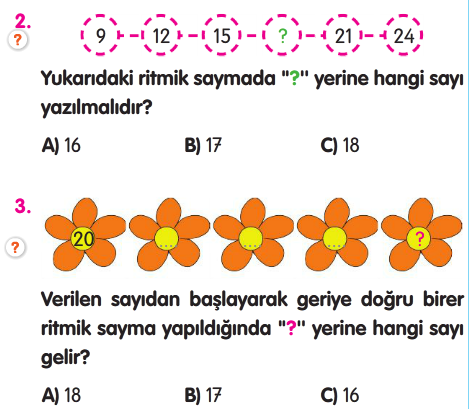 2.
?
9 - 12 - 15 - ? - 21 - 24
Yukarıdaki ritmik saymada "?" yerine hangi sayı
yazılmalıdır?
A) 16 B) 17 C) 18
3.
?
20 ... ... ... ?
Verilen sayıdan başlayarak geriye doğru birer
ritmik sayma yapıldığında "?" yerine hangi sayı
gelir?
A) 18 B) 17 C) 16